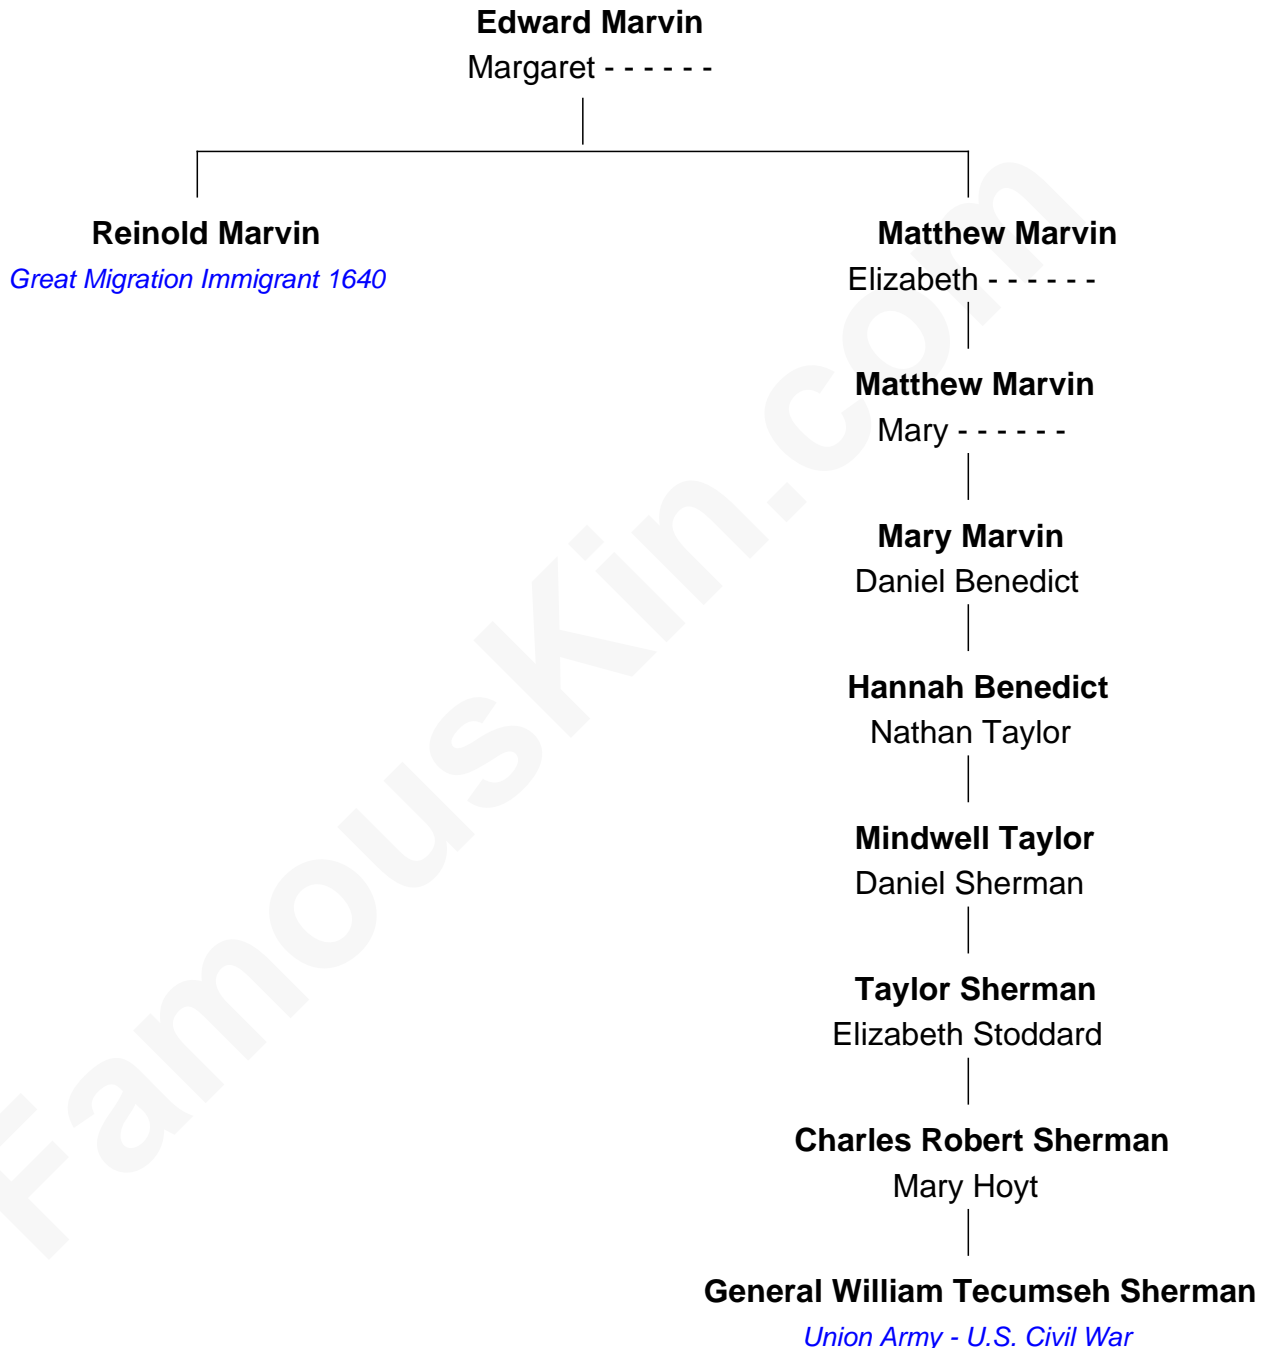 Edward Marvin
Margaret - - - - - -
Reinold Marvin
Great Migration Immigrant 1640
Matthew Marvin
Elizabeth - - - - - -
Matthew Marvin
Mary - - - - - -
Mary Marvin
Daniel Benedict
Hannah Benedict
Nathan Taylor
Mindwell Taylor
Daniel Sherman
Taylor Sherman
Elizabeth Stoddard
Charles Robert Sherman
Mary Hoyt
General William Tecumseh Sherman
Union Army - U.S. Civil War
FamousKin.com